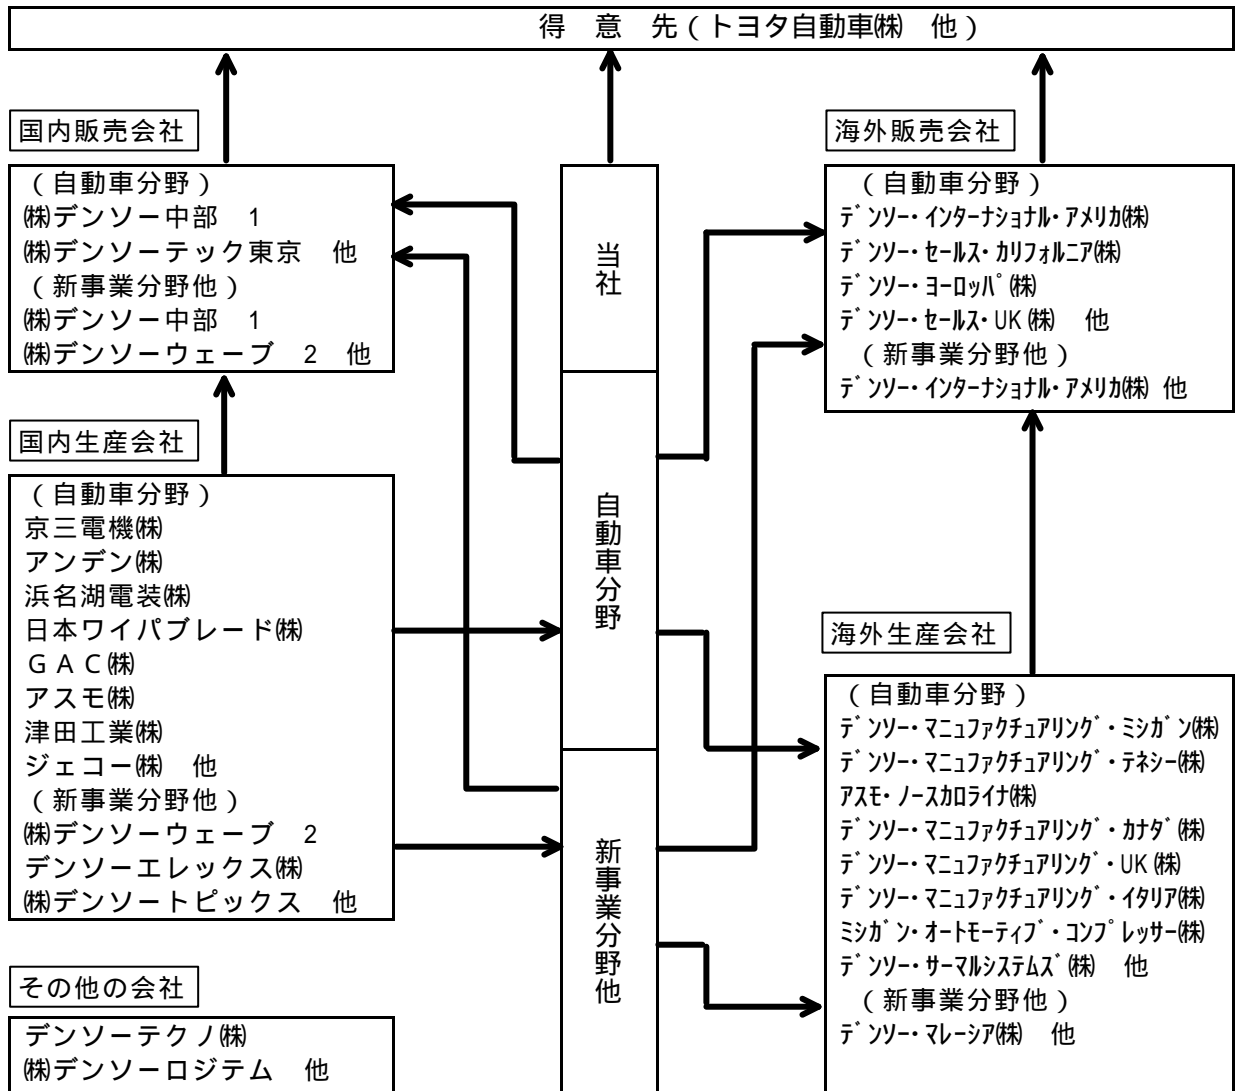 得 意 先(トヨタ自動車㈱ 他)
国内販売会社
(自動車分野)
㈱デンソー中部 1
㈱デンソーテック東京 他
(新事業分野他)
㈱デンソー中部 1
㈱デンソーウェーブ 2 他
国内生産会社
(自動車分野)
京三電機㈱
アンデン㈱
浜名湖電装㈱
日本ワイパブレード㈱
GAC㈱
アスモ㈱
津田工業㈱
ジェコー㈱ 他
(新事業分野他)
㈱デンソーウェーブ 2
デンソーエレックス㈱
㈱デンソートピックス 他
その他の会社
デンソーテクノ㈱
㈱デンソーロジテム 他
当社
自動車分野
新事業分野他
海外販売会社
(自動車分野)
デンソー・インターナショナル・アメリカ㈱
デンソー・セールス・カリフォルニア㈱
デンソー・ヨーロッパ㈱
デンソー・セールス・UK㈱ 他
(新事業分野他)
デンソー・インターナショナル・アメリカ㈱ 他
海外生産会社
(自動車分野)
デンソー・マニュファクチュアリング・ミシガン㈱
デンソー・マニュファクチュアリング・テネシー㈱
アスモ・ノースカロライナ㈱
デンソー・マニュファクチュアリング・カナダ㈱
デンソー・マニュファクチュアリング・UK㈱
デンソー・マニュファクチュアリング・イタリア㈱
ミシガン・オートモーティブ・コンプレッサー㈱
デンソー・サーマルシステムズ㈱ 他
(新事業分野他)
デンソー・マレーシア㈱ 他